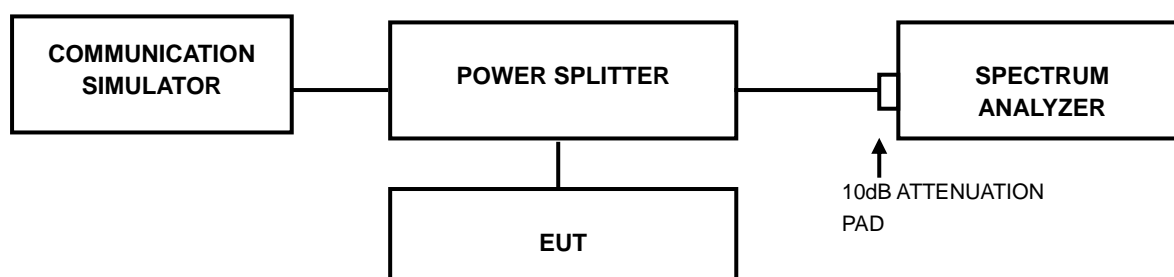 COMMUNICATION
SIMULATOR
POWER SPLITTER
SPECTRUM
ANALYZER
10dB ATTENUATION
PAD
EUT